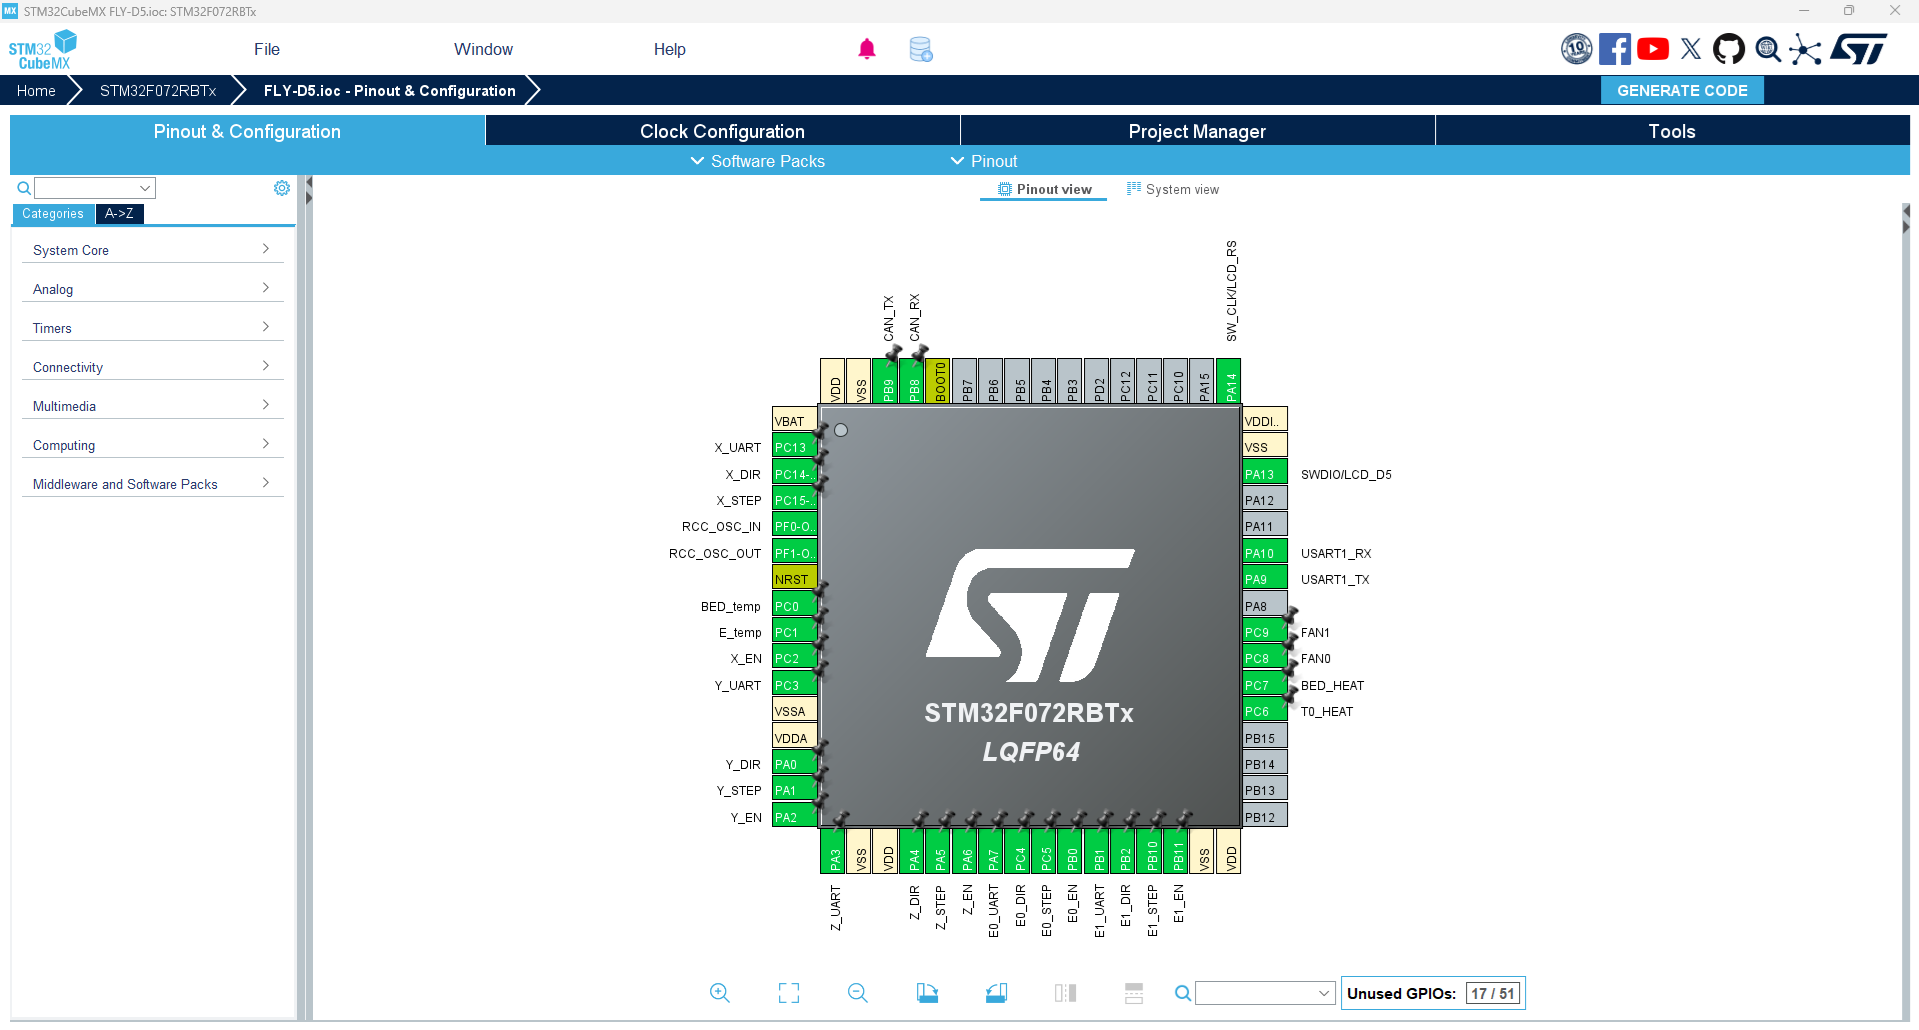 MX STM32CubeMX FLY-D5.ioc: STM32F072RBTx
STM32
CubeMX
File
Window
Help
10
Home
STM32F072RBTx
FLY-D5.ioc - Pinout & Configuration
GENERATE CODE
Pinout & Configuration
Clock Configuration
Project Manager
Tools
Software Packs
Pinout
Pinout view
System view
Categories
A->Z
System Core
Analog
Timers
Connectivity
Multimedia
Computing
Middleware and Software Packs
CAN_TX
CAN_RX
SW_CLK/LCD_RS
VDD
VSS
PB9
PB8
BOOT0
PB7
PB6
PB5
PB4
PB3
PD2
PC12
PC11
PC10
PA15
PA14
VBAT
X_UART PC13
X_DIR PC14-..
X_STEP PC15-..
RCC_OSC_IN PF0-O..
RCC_OSC_OUT PF1-O..
NRST
BED_temp PC0
E_temp PC1
X_EN PC2
Y_UART PC3
VSSA
VDDA
Y_DIR PA0
Y_STEP PA1
Y_EN PA2
VDDI..
VSS
PA13 SWDIO/LCD_D5
PA12
PA11
PA10 USART1_RX
PA9 USART1_TX
PA8
PC9 FAN1
PC8 FAN0
PC7 BED_HEAT
PC6 T0_HEAT
PB15
PB14
PB13
PB12
ST
STM32F072RBTx
LQFP64
PA3
VSS
VDD
PA4
PA5
PA6
PA7
PC4
PC5
PB0
PB1
PB2
PB10
PB11
VSS
VDD
Z_UART
Z_DIR
Z_STEP
Z_EN
E0_UART
E0_DIR
E0_STEP
E0_EN
E1_UART
E1_DIR
E1_STEP
E1_EN
Unused GPIOs: 17 / 51